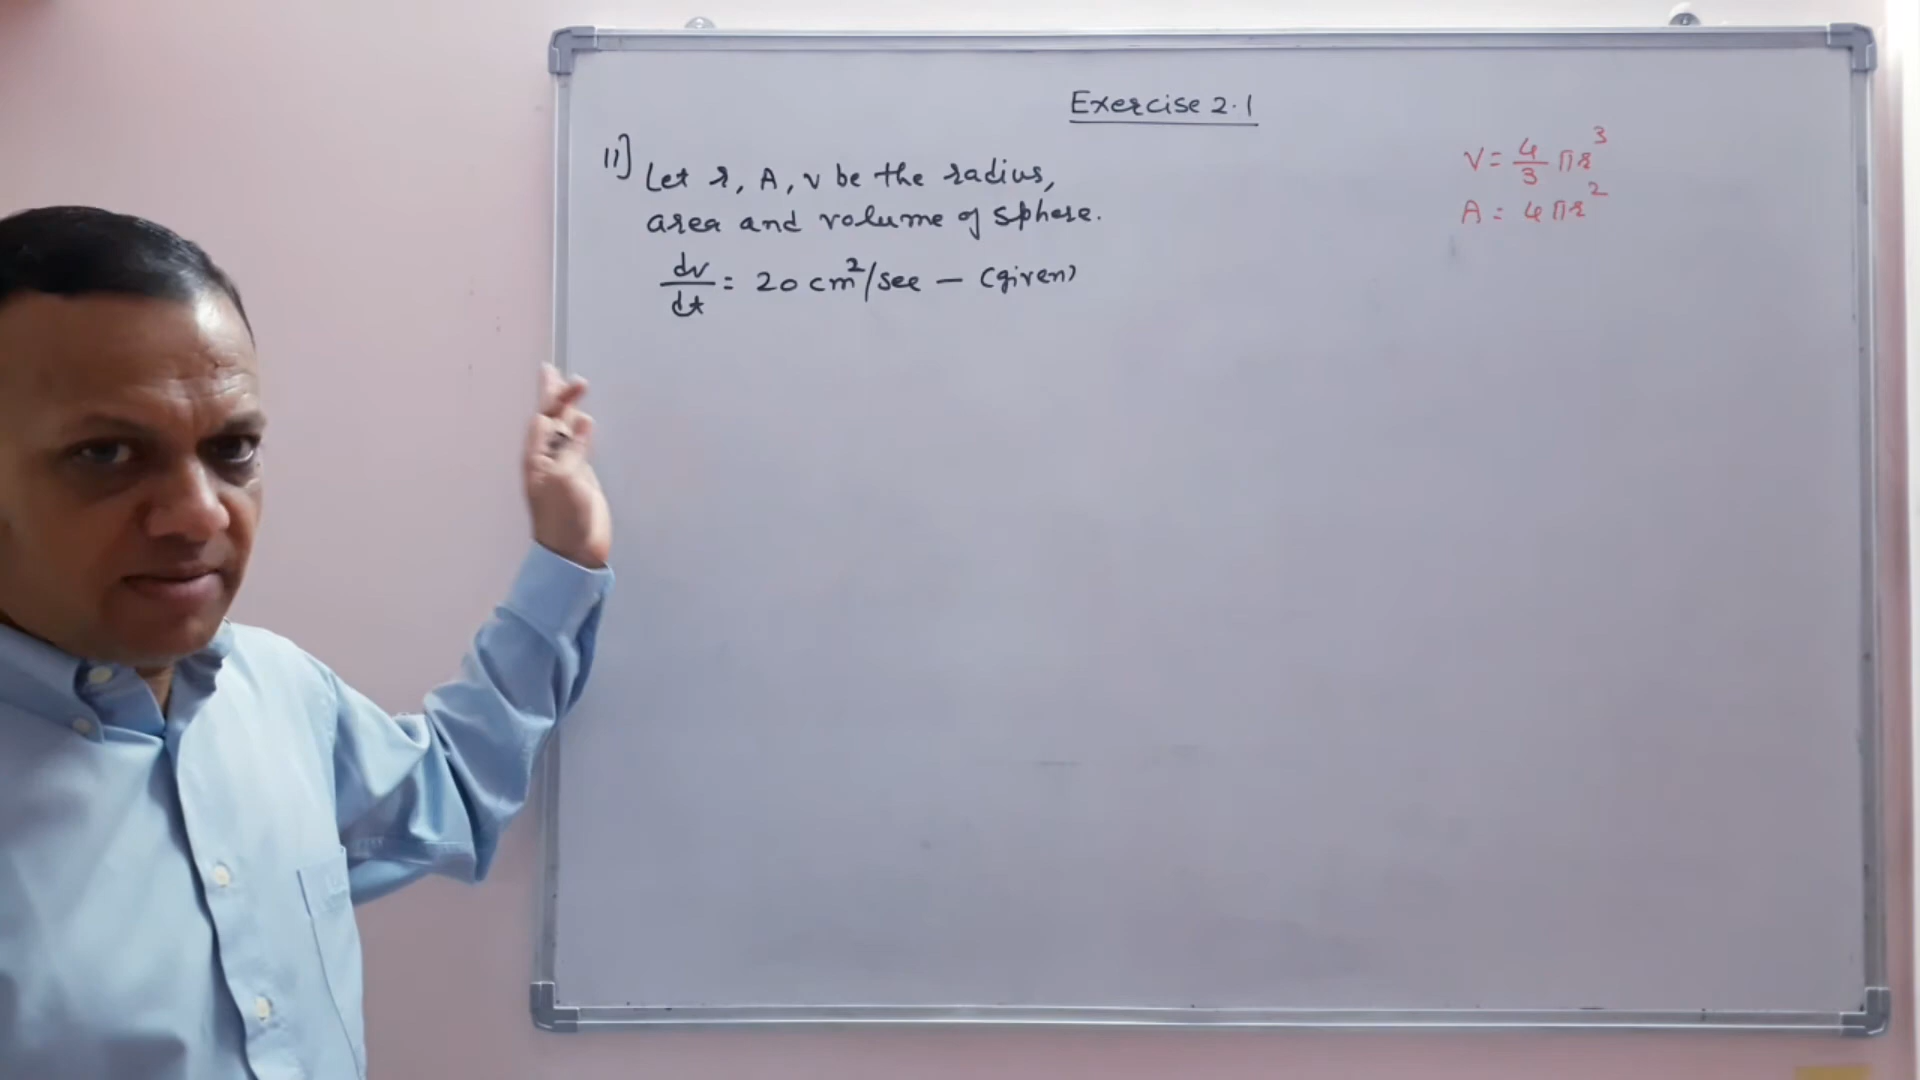 Exercise 2.1
11] Let r, A, v be the radius,
area and volume of sphere.
dv/dt = 20 cm²/sec — (given)
V = 4/3 πr³
A = 4πr²